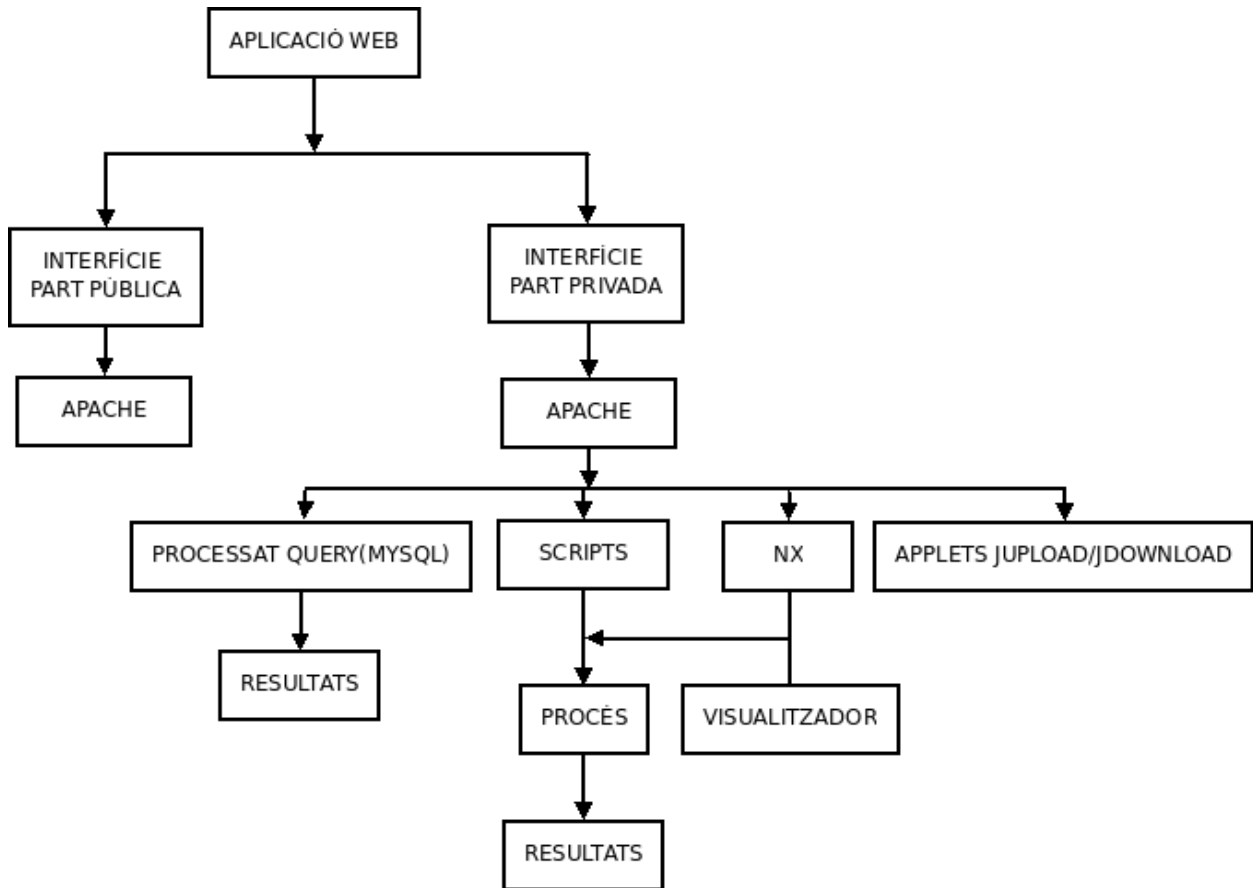 APLICACIÓ WEB
INTERFÍCIE
PART PÚBLICA
INTERFÍCIE
PART PRIVADA
APACHE
APACHE
PROCESSAT QUERY(MYSQL)
SCRIPTS
NX
APPLETS JUPLOAD/JDOWNLOAD
RESULTATS
PROCÉS
VISUALITZADOR
RESULTATS